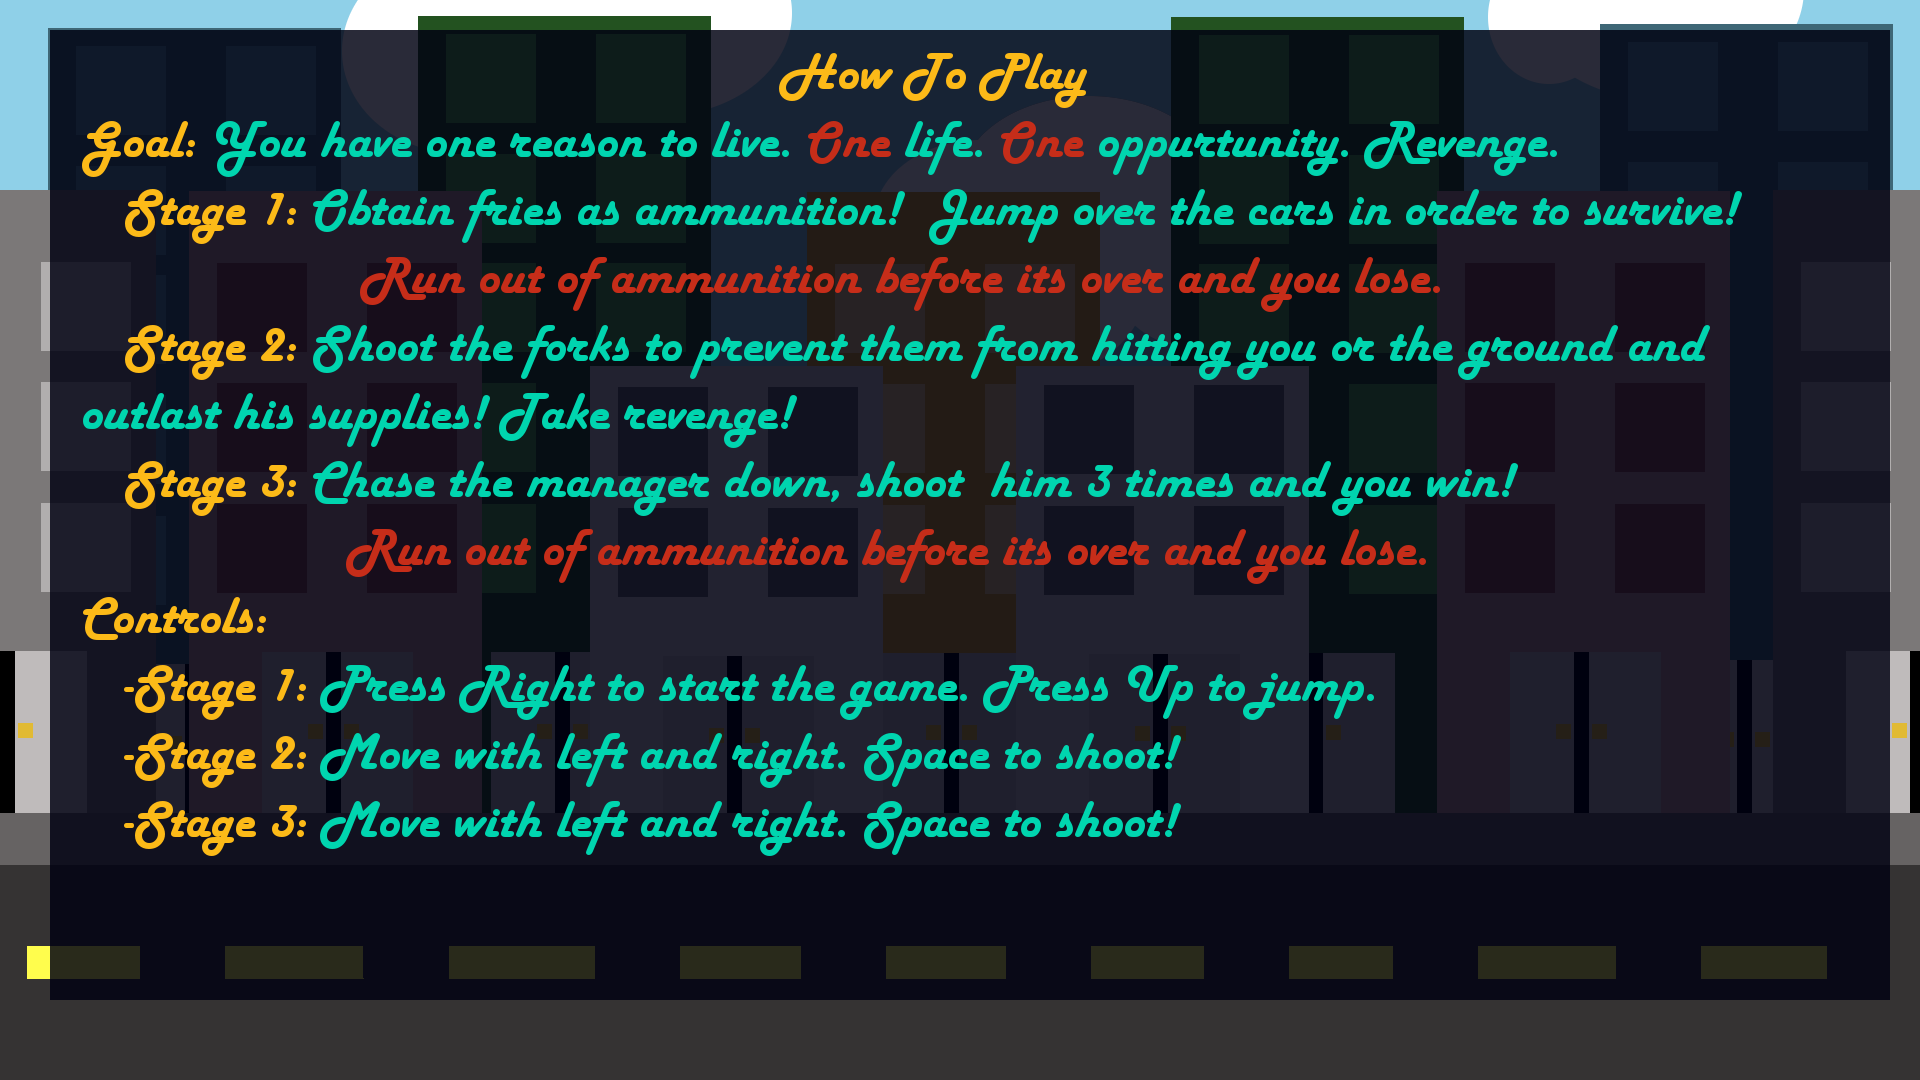 How To Play
Goal: You have one reason to live. One life. One oppurtunity. Revenge.
Stage 1: Obtain fries as ammunition! Jump over the cars in order to survive!
Run out of ammunition before its over and you lose.
Stage 2: Shoot the forks to prevent them from hitting you or the ground and
outlast his supplies! Take revenge!
Stage 3: Chase the manager down, shoot him 3 times and you win!
Run out of ammunition before its over and you lose.
Controls:
-Stage 1: Press Right to start the game. Press Up to jump.
-Stage 2: Move with left and right. Space to shoot!
-Stage 3: Move with left and right. Space to shoot!